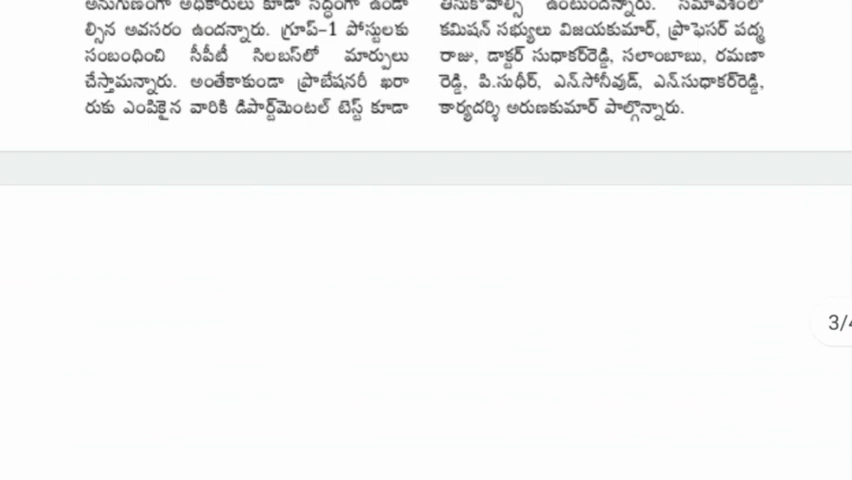 అనుగుణంగా అధికారులు కూడా సిద్ధంగా ఉండా
ల్సిన అవసరం ఉందన్నారు. గ్రూప్-1 పోస్టులకు
సంబంధించి సీపీటీ సిలబస్‌లో మార్పులు
చేస్తామన్నారు. అంతేకాకుండా ప్రొబేషనరీ ఖరా
రుకు ఎంపికైన వారికి డిపార్ట్‌మెంటల్ టెస్ట్ కూడా
తీసుకోవాల్సి ఉంటుందన్నారు. సమావేశంలో
కమిషన్ సభ్యులు విజయకుమార్, ప్రొఫెసర్ పద్మ
రాజు, డాక్టర్ సుధాకర్‌రెడ్డి, సలాంబాబు, రమణా
రెడ్డి, పి.సుధీర్, ఎన్.సోనీవుడ్, ఎన్.సుధాకర్‌రెడ్డి,
కార్యదర్శి అరుణకుమార్ పాల్గొన్నారు.
3/4